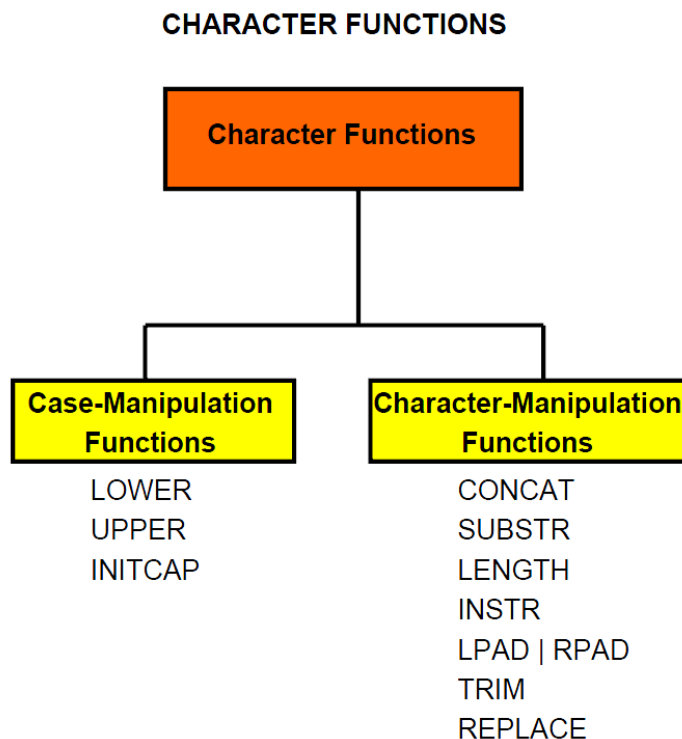 CHARACTER FUNCTIONS
Character Functions
Case-Manipulation
Functions
LOWER
UPPER
INITCAP
Character-Manipulation
Functions
CONCAT
SUBSTR
LENGTH
INSTR
LPAD | RPAD
TRIM
REPLACE